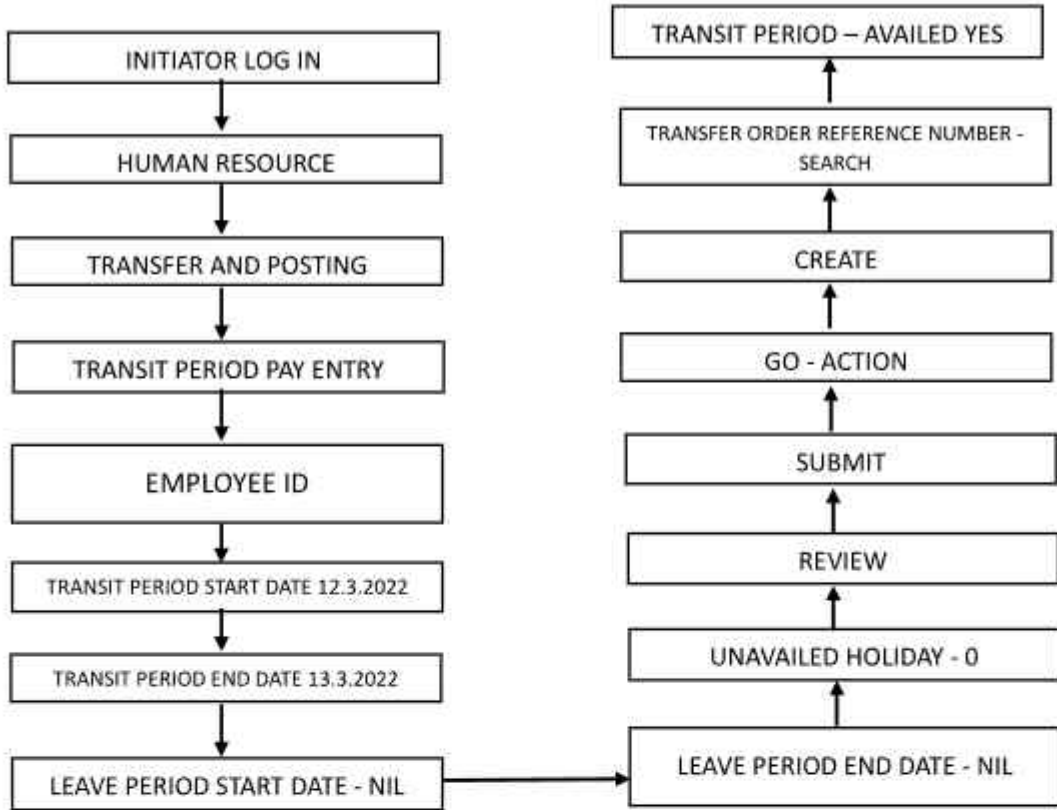 INITIATOR LOG IN
HUMAN RESOURCE
TRANSFER AND POSTING
TRANSIT PERIOD PAY ENTRY
EMPLOYEE ID
TRANSIT PERIOD START DATE 12.3.2022
TRANSIT PERIOD END DATE 13.3.2022
LEAVE PERIOD START DATE - NIL
LEAVE PERIOD END DATE - NIL
UNAVAILED HOLIDAY - 0
REVIEW
SUBMIT
GO - ACTION
CREATE
TRANSFER ORDER REFERENCE NUMBER -
SEARCH
TRANSIT PERIOD – AVAILED YES